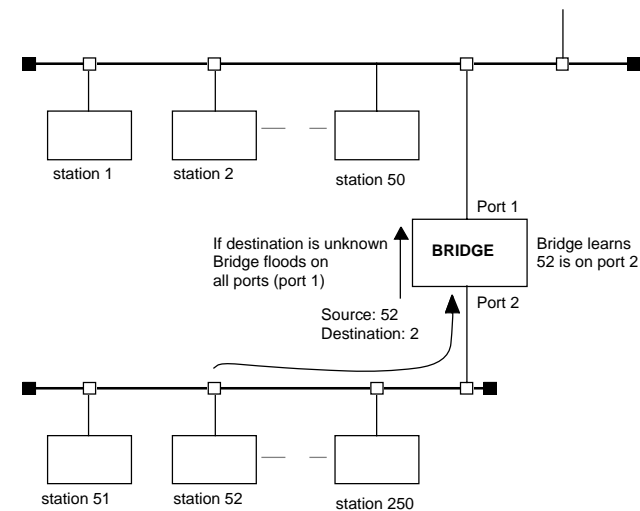 station 1
station 2
station 50
Port 1
If destination is unknown
Bridge floods on
all ports (port 1)
BRIDGE
Bridge learns
52 is on port 2
Source: 52
Destination: 2
Port 2
station 51
station 52
station 250